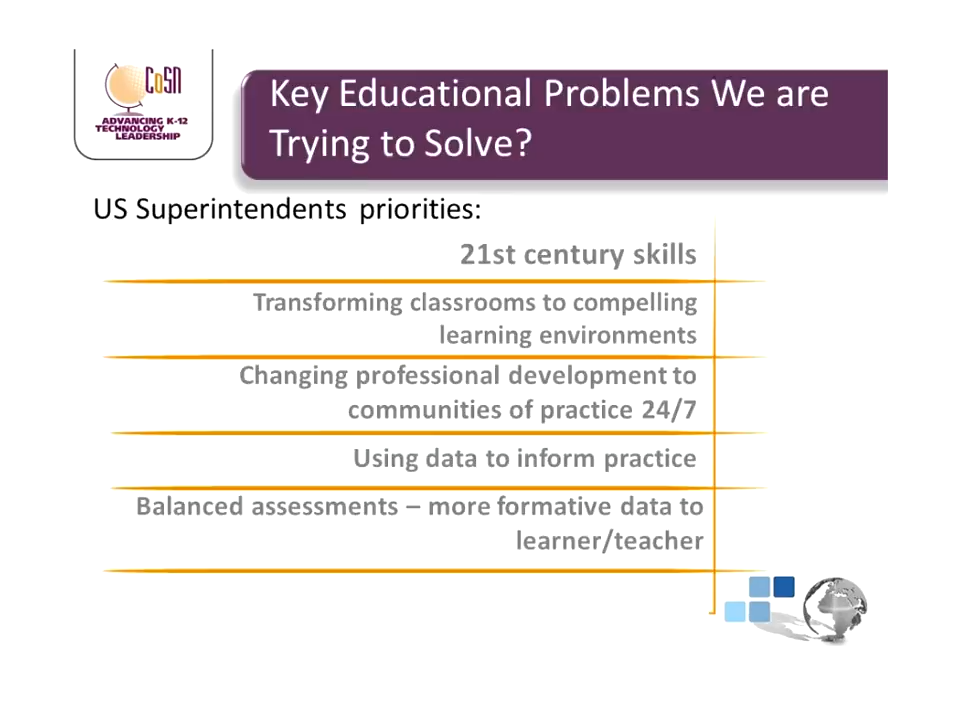 CoSN
ADVANCING K-12
TECHNOLOGY
LEADERSHIP
Key Educational Problems We are
Trying to Solve?
US Superintendents priorities:
21st century skills
Transforming classrooms to compelling
learning environments
Changing professional development to
communities of practice 24/7
Using data to inform practice
Balanced assessments – more formative data to
learner/teacher